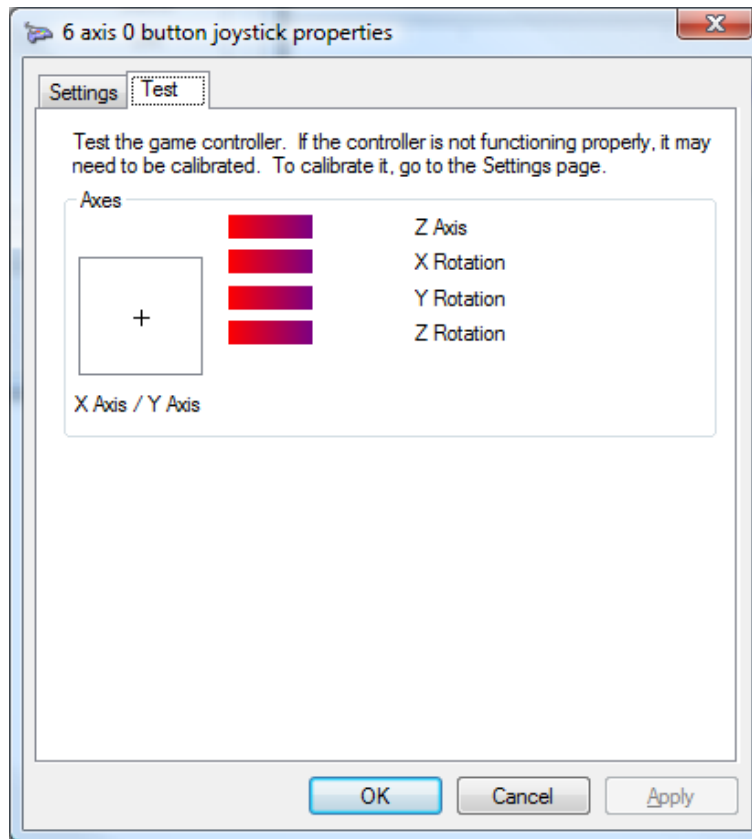 6 axis 0 button joystick properties
Settings
Test
Test the game controller. If the controller is not functioning properly, it may
need to be calibrated. To calibrate it, go to the Settings page.
Axes
Z Axis
X Rotation
Y Rotation
Z Rotation
X Axis / Y Axis
OK
Cancel
Apply